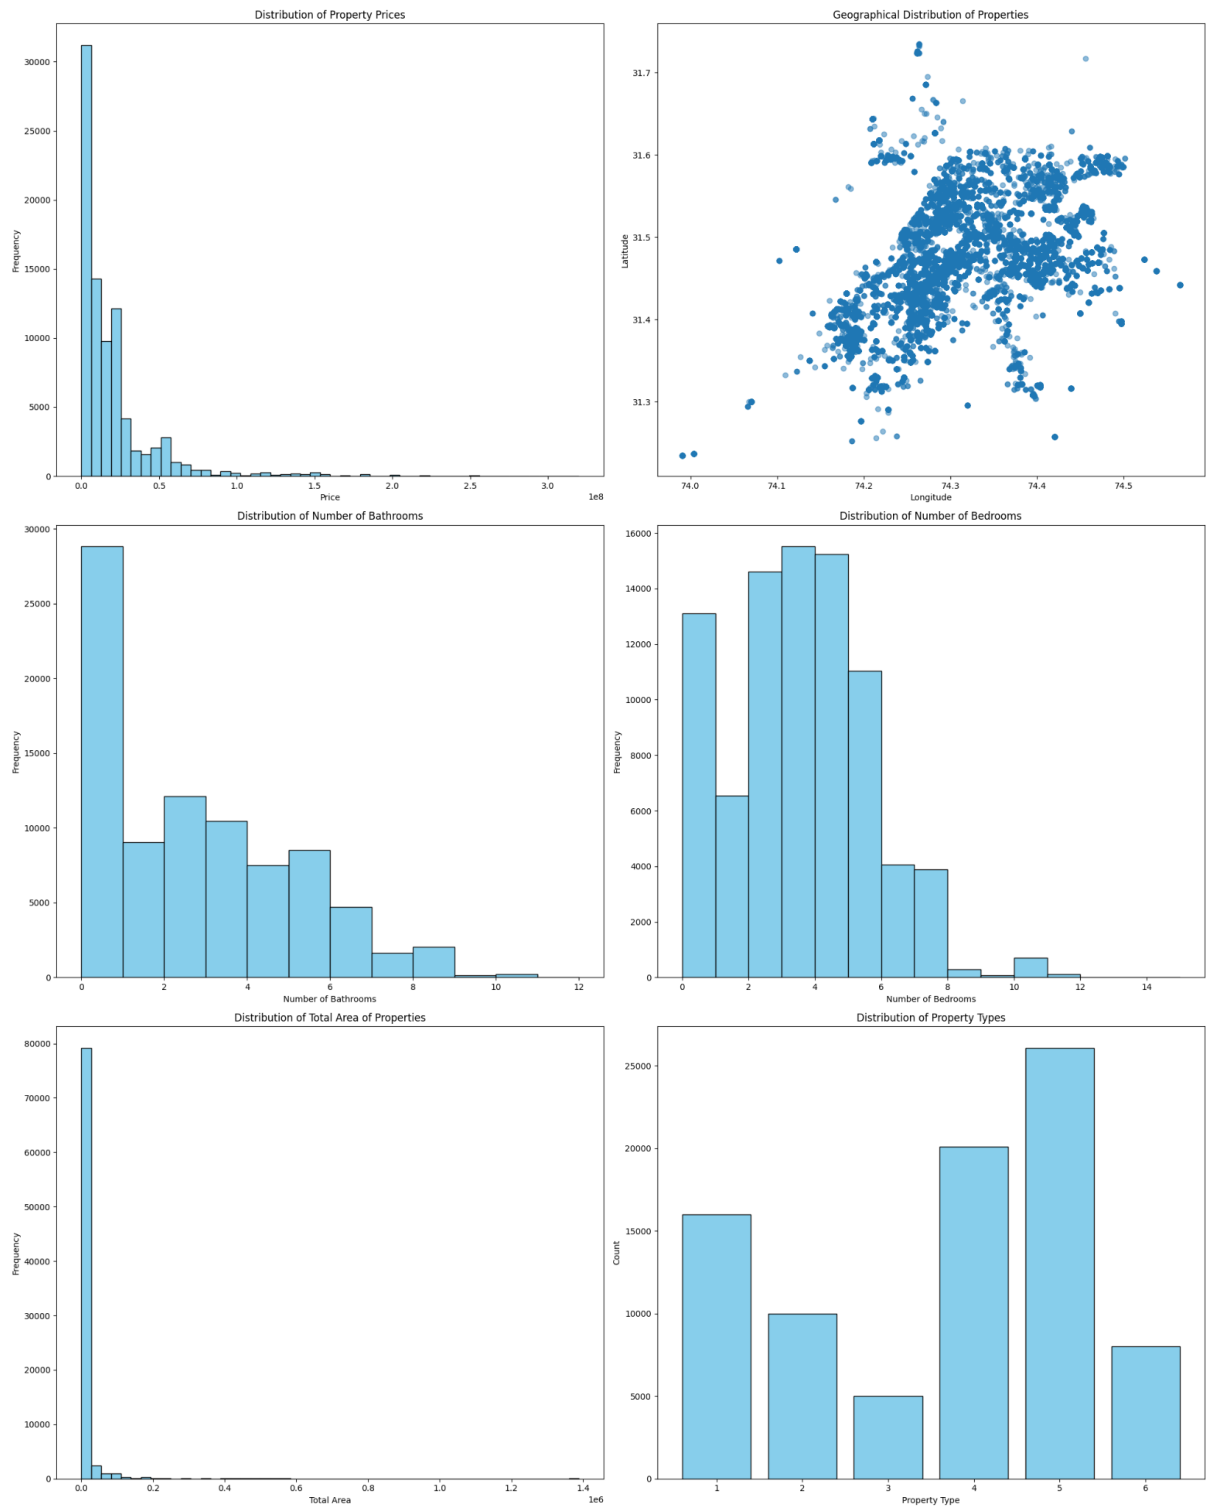 Distribution of Property Prices
Frequency
30000
25000
20000
15000
10000
5000
0
0.0 0.5 1.0 1.5 2.0 2.5 3.0
1e8
Price
Geographical Distribution of Properties
Latitude
31.7
31.6
31.5
31.4
31.3
74.0 74.1 74.2 74.3 74.4 74.5
Longitude
Distribution of Number of Bathrooms
Frequency
30000
25000
20000
15000
10000
5000
0
0 2 4 6 8 10 12
Number of Bathrooms
Distribution of Number of Bedrooms
Frequency
16000
14000
12000
10000
8000
6000
4000
2000
0
0 2 4 6 8 10 12 14
Number of Bedrooms
Distribution of Total Area of Properties
Frequency
80000
70000
60000
50000
40000
30000
20000
10000
0
0.0 0.2 0.4 0.6 0.8 1.0 1.2 1.4
1e6
Total Area
Distribution of Property Types
Count
25000
20000
15000
10000
5000
0
1 2 3 4 5 6
Property Type